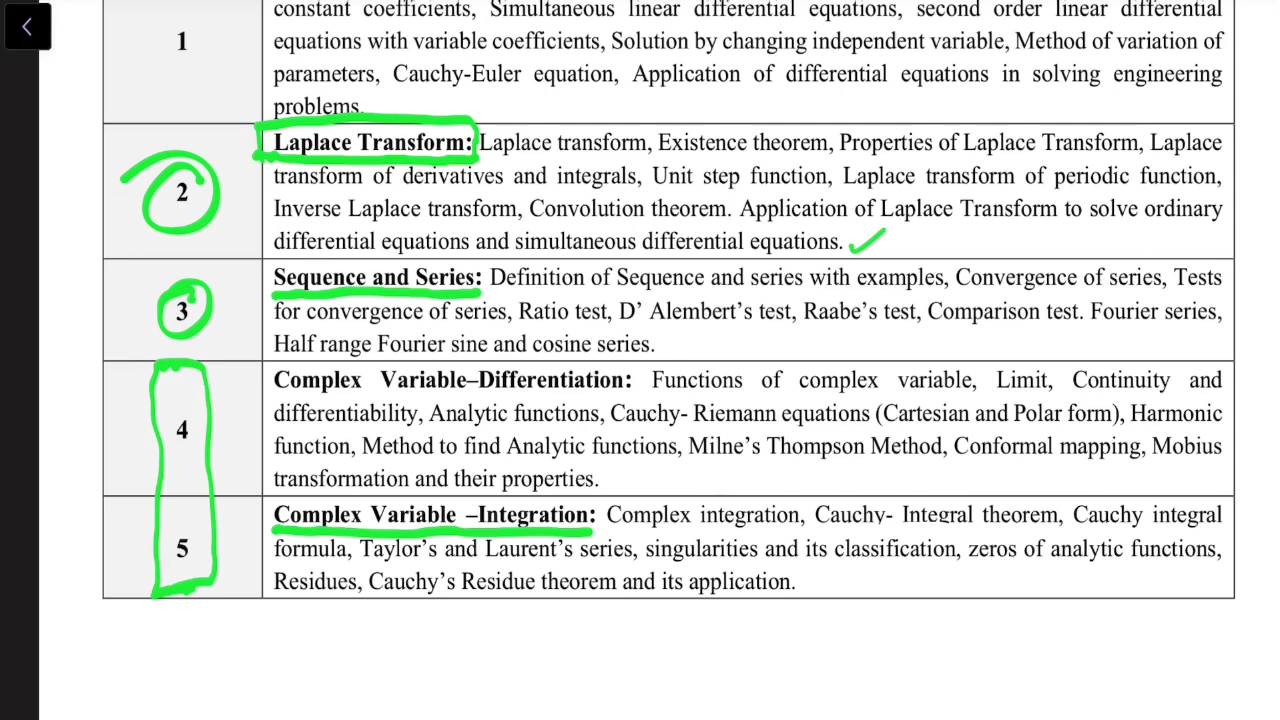 constant coefficients, Simultaneous linear differential equations, second order linear differential
1
equations with variable coefficients, Solution by changing independent variable, Method of variation of
parameters, Cauchy-Euler equation, Application of differential equations in solving engineering
problems.
Laplace Transform: Laplace transform, Existence theorem, Properties of Laplace Transform, Laplace
transform of derivatives and integrals, Unit step function, Laplace transform of periodic function,
2
Inverse Laplace transform, Convolution theorem. Application of Laplace Transform to solve ordinary
differential equations and simultaneous differential equations.
Sequence and Series: Definition of Sequence and series with examples, Convergence of series, Tests
3
for convergence of series, Ratio test, D’ Alembert’s test, Raabe’s test, Comparison test. Fourier series,
Half range Fourier sine and cosine series.
Complex Variable–Differentiation: Functions of complex variable, Limit, Continuity and
differentiability, Analytic functions, Cauchy- Riemann equations (Cartesian and Polar form), Harmonic
4
function, Method to find Analytic functions, Milne’s Thompson Method, Conformal mapping, Mobius
transformation and their properties.
Complex Variable –Integration: Complex integration, Cauchy- Integral theorem, Cauchy integral
5
formula, Taylor’s and Laurent’s series, singularities and its classification, zeros of analytic functions,
Residues, Cauchy’s Residue theorem and its application.